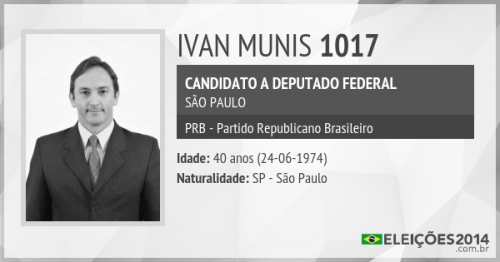 IVAN MUNIS 1017
CANDIDATO A DEPUTADO FEDERAL
SÃO PAULO
PRB - Partido Republicano Brasileiro
Idade: 40 anos (24-06-1974)
Naturalidade: SP - São Paulo
ELEIÇÕES2014
.com.br